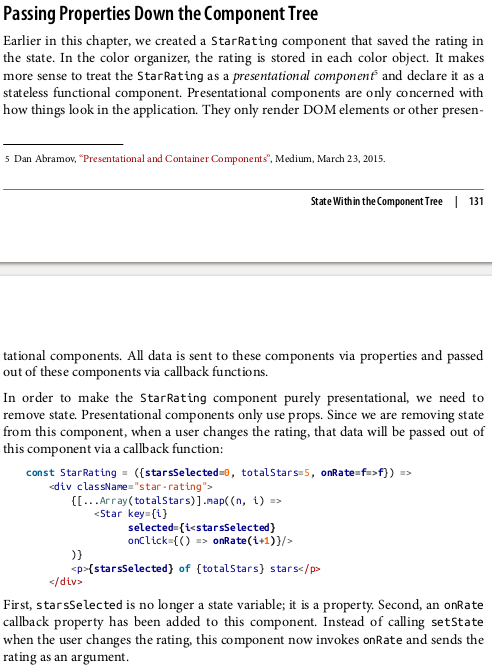 Passing Properties Down the Component Tree
Earlier in this chapter, we created a StarRating component that saved the rating in
the state. In the color organizer, the rating is stored in each color object. It makes
more sense to treat the StarRating as a presentational component5 and declare it as a
stateless functional component. Presentational components are only concerned with
how things look in the application. They only render DOM elements or other presen-
5 Dan Abramov, “Presentational and Container Components”, Medium, March 23, 2015.
State Within the Component Tree | 131
tational components. All data is sent to these components via properties and passed
out of these components via callback functions.
In order to make the StarRating component purely presentational, we need to
remove state. Presentational components only use props. Since we are removing state
from this component, when a user changes the rating, that data will be passed out of
this component via a callback function:
const StarRating = ({starsSelected=0, totalStars=5, onRate=f=>f}) =>
<div className="star-rating">
{[...Array(totalStars)].map((n, i) =>
<Star key={i}
selected={i<starsSelected}
onClick={() => onRate(i+1)}/>
)}
<p>{starsSelected} of {totalStars} stars</p>
</div>
First, starsSelected is no longer a state variable; it is a property. Second, an onRate
callback property has been added to this component. Instead of calling setState
when the user changes the rating, this component now invokes onRate and sends the
rating as an argument.